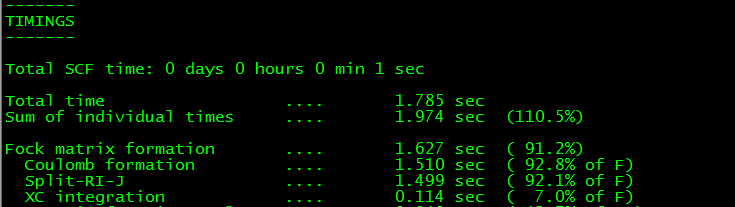 -------
TIMINGS
-------
Total SCF time: 0 days 0 hours 0 min 1 sec
Total time .... 1.785 sec
Sum of individual times .... 1.974 sec (110.5%)
Fock matrix formation .... 1.627 sec ( 91.2%)
Coulomb formation .... 1.510 sec ( 92.8% of F)
Split-RI-J .... 1.499 sec ( 92.1% of F)
XC integration .... 0.114 sec ( 7.0% of F)